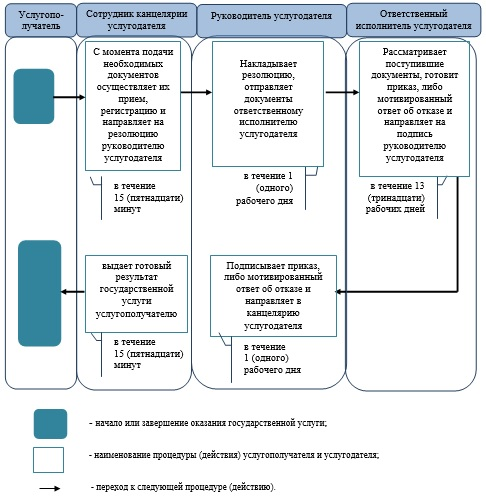 Услугопо-
лучатель
Сотрудник канцелярии
услугодателя
Руководитель услугодателя
Ответственный
исполнитель услугодателя
С момента подачи
необходимых
документов
осуществляет их
прием,
регистрацию и
направляет на
резолюцию
руководителю
услугодателя
в течение
15 (пятнадцати)
минут
Накладывает
резолюцию,
отправляет
документы
ответственному
исполнителю
услугодателя
в течение 1
(одного)
рабочего дня
Рассматривает
поступившие
документы, готовит
приказ, либо
мотивированный
ответ об отказе и
направляет на
подпись
руководителю
услугодателя
в течение 13
(тринадцати)
рабочих дней
выдает готовый
результат
государственной
услуги
услугополучателю
в течение
15 (пятнадцати)
минут
Подписывает приказ,
либо мотивированный
ответ об отказе и
направляет в
канцелярию
услугодателя
в течение
1 (одного)
рабочего дня
- начало или завершение оказания государственной услуги;
- наименование процедуры (действия) услугополучателя и услугодателя;
- переход к следующей процедуре (действию).